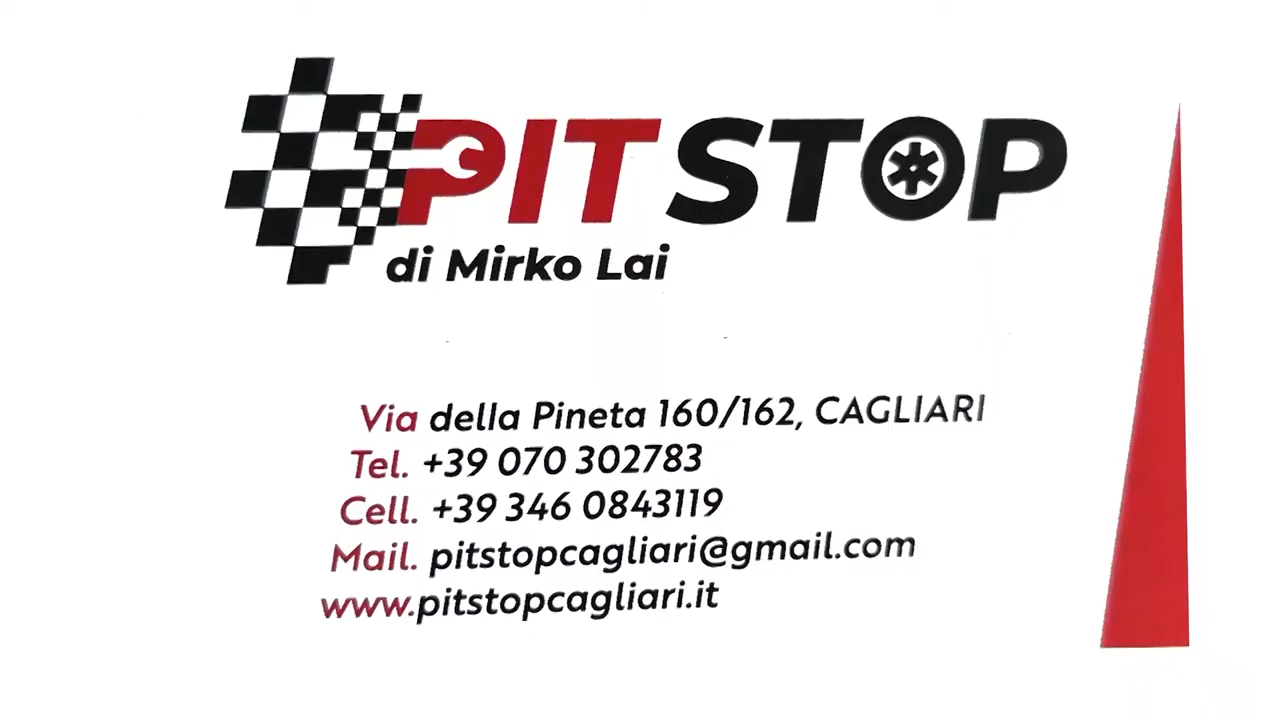 PIT STOP
di Mirko Lai
Via della Pineta 160/162, CAGLIARI
Tel. +39 070 302783
Cell. +39 346 0843119
Mail. pitstopcagliari@gmail.com
www.pitstopcagliari.it